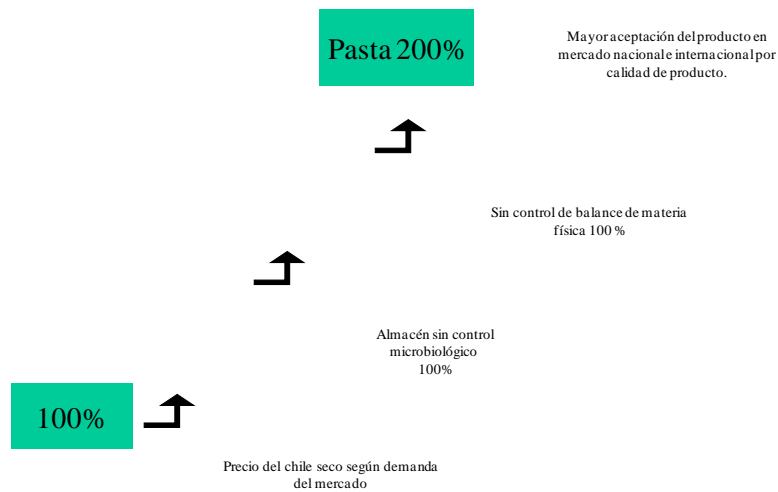 Pasta 200%
Mayor aceptación del producto en
mercado nacional e internacional por
calidad de producto.
Sin control de balance de materia
física 100 %
Almacén sin control
microbiológico
100%
100%
Precio del chile seco según demanda
del mercado